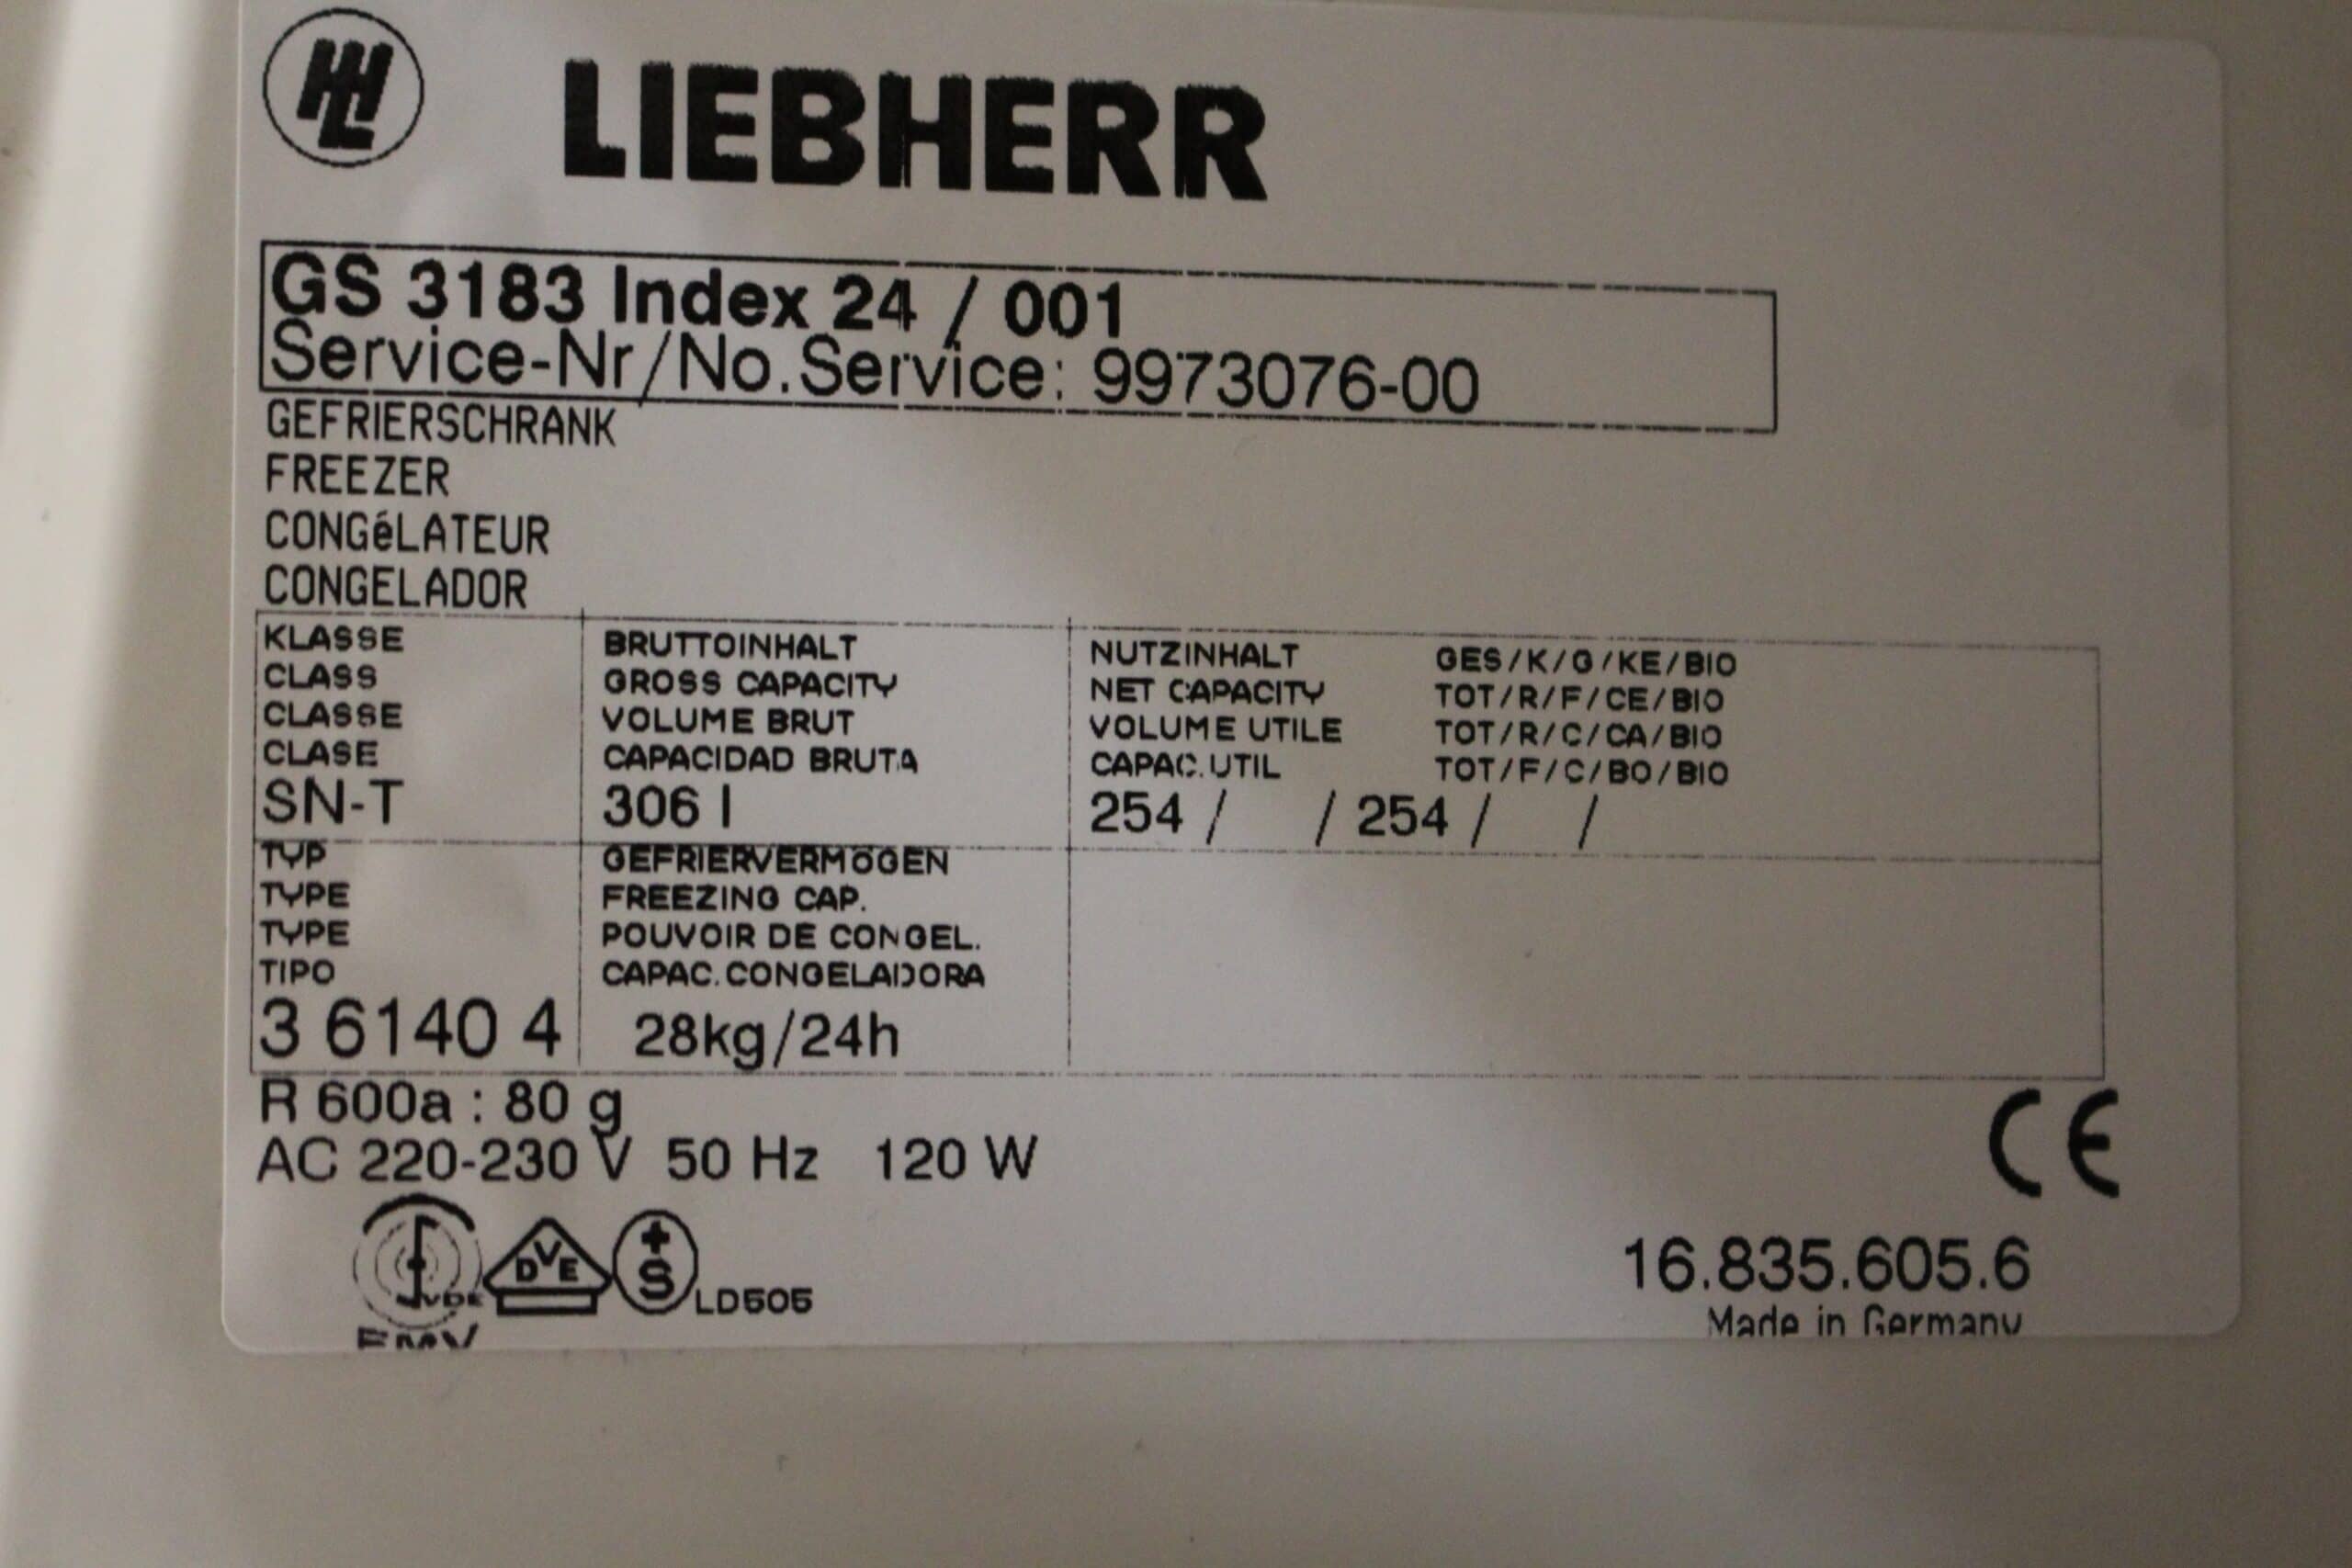 LIEBHERR
GS 3183 Index 24 / 001
Service-Nr/No.Service: 9973076-00
GEFRIERSCHRANK
FREEZER
CONGéLATEUR
CONGELADOR
KLASSE BRUTTOINHALT NUTZINHALT GES/K/G/KE/BIO
CLASS GROSS CAPACITY NET CAPACITY TOT/R/F/CE/BIO
CLASSE VOLUME BRUT VOLUME UTILE TOT/R/C/CA/BIO
CLASE CAPACIDAD BRUTA CAPAC.UTIL TOT/F/C/BO/BIO
SN-T 306 l 254 / / 254 / /
TYP GEFRIERVERMÖGEN
TYPE FREEZING CAP.
TYPE POUVOIR DE CONGEL.
TIPO CAPAC.CONGELADORA
3 6140 4 28kg/24h
R 600a : 80 g
AC 220-230 V 50 Hz 120 W
CE
VDE DVE +S LD505
EMV
16.835.605.6
Made in Germany